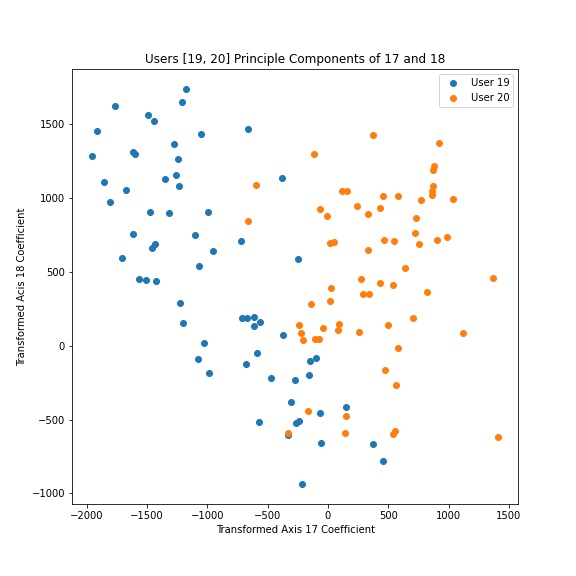 Users [19, 20] Principle Components of 17 and 18
User 19
User 20
Transformed Acis 18 Coefficient
1500
1000
500
0
−500
−1000
−2000 −1500 −1000 −500 0 500 1000 1500
Transformed Axis 17 Coefficient